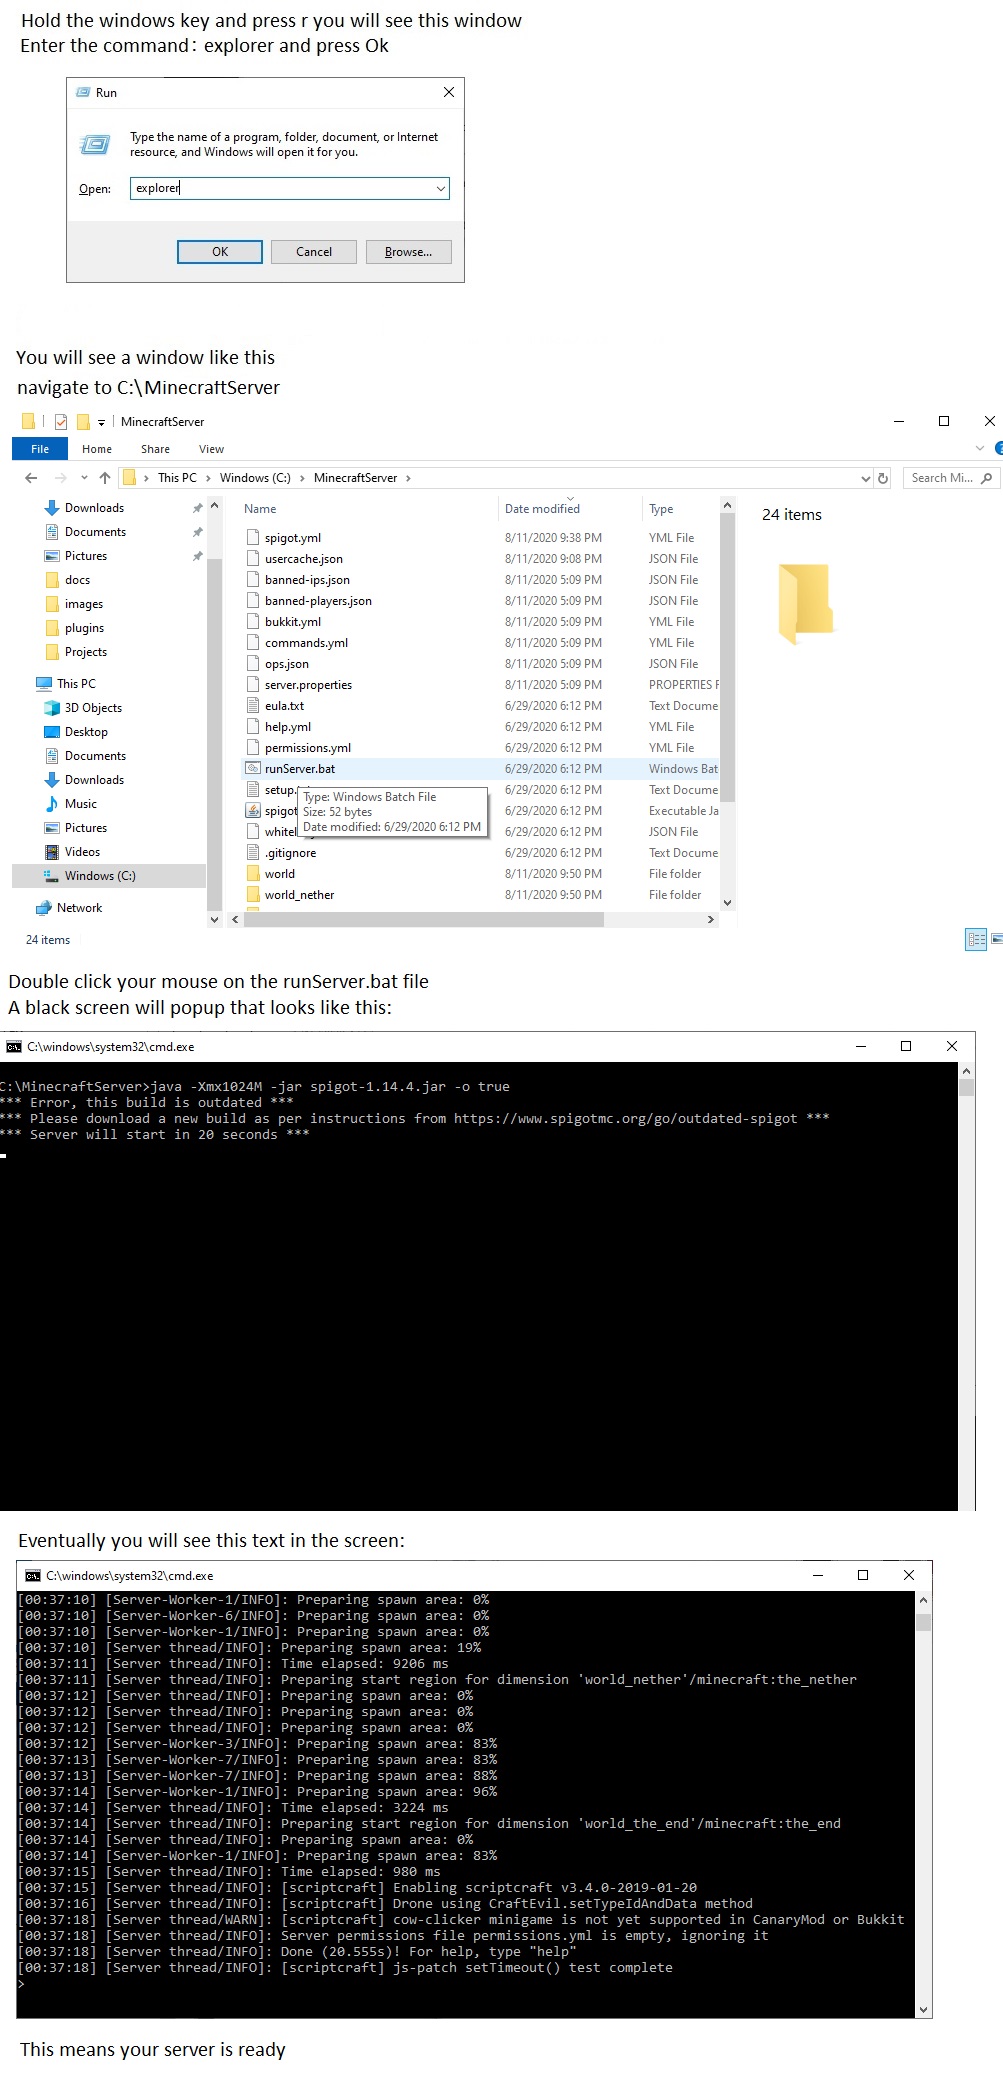 Hold the windows key and press r you will see this window
Enter the command: explorer and press Ok
Run
Type the name of a program, folder, document, or Internet
resource, and Windows will open it for you.
Open: explorer
OK Cancel Browse...
You will see a window like this
navigate to C:\MinecraftServer
MinecraftServer
File Home Share View
This PC > Windows (C:) > MinecraftServer > Search Mi...
Name Date modified Type
24 items
Downloads
Documents
Pictures
docs
images
plugins
Projects
This PC
3D Objects
Desktop
Documents
Downloads
Music
Pictures
Videos
Windows (C:)
Network
spigot.yml 8/11/2020 9:38 PM YML File
usercache.json 8/11/2020 9:08 PM JSON File
banned-ips.json 8/11/2020 5:09 PM JSON File
banned-players.json 8/11/2020 5:09 PM JSON File
bukkit.yml 8/11/2020 5:09 PM YML File
commands.yml 8/11/2020 5:09 PM YML File
ops.json 8/11/2020 5:09 PM JSON File
server.properties 8/11/2020 5:09 PM PROPERTIES F
eula.txt 6/29/2020 6:12 PM Text Docume
help.yml 6/29/2020 6:12 PM YML File
permissions.yml 6/29/2020 6:12 PM YML File
runServer.bat 6/29/2020 6:12 PM Windows Bat
setup. 6/29/2020 6:12 PM Text Docume
spigot 6/29/2020 6:12 PM Executable Ja
whitel 6/29/2020 6:12 PM JSON File
.gitignore 6/29/2020 6:12 PM Text Docume
world 8/11/2020 9:50 PM File folder
world_nether 8/11/2020 9:50 PM File folder
Type: Windows Batch File
Size: 52 bytes
Date modified: 6/29/2020 6:12 PM
24 items
Double click your mouse on the runServer.bat file
A black screen will popup that looks like this:
C:\windows\system32\cmd.exe
C:\MinecraftServer>java -Xmx1024M -jar spigot-1.14.4.jar -o true
*** Error, this build is outdated ***
*** Please download a new build as per instructions from https://www.spigotmc.org/go/outdated-spigot ***
*** Server will start in 20 seconds ***
Eventually you will see this text in the screen:
C:\windows\system32\cmd.exe
[00:37:10] [Server-Worker-1/INFO]: Preparing spawn area: 0%
[00:37:10] [Server-Worker-6/INFO]: Preparing spawn area: 0%
[00:37:10] [Server-Worker-1/INFO]: Preparing spawn area: 0%
[00:37:10] [Server thread/INFO]: Preparing spawn area: 19%
[00:37:11] [Server thread/INFO]: Time elapsed: 9206 ms
[00:37:11] [Server thread/INFO]: Preparing start region for dimension 'world_nether'/minecraft:the_nether
[00:37:12] [Server thread/INFO]: Preparing spawn area: 0%
[00:37:12] [Server thread/INFO]: Preparing spawn area: 0%
[00:37:12] [Server thread/INFO]: Preparing spawn area: 0%
[00:37:12] [Server-Worker-3/INFO]: Preparing spawn area: 83%
[00:37:13] [Server-Worker-7/INFO]: Preparing spawn area: 83%
[00:37:13] [Server-Worker-7/INFO]: Preparing spawn area: 88%
[00:37:14] [Server-Worker-1/INFO]: Preparing spawn area: 96%
[00:37:14] [Server thread/INFO]: Time elapsed: 3224 ms
[00:37:14] [Server thread/INFO]: Preparing start region for dimension 'world_the_end'/minecraft:the_end
[00:37:14] [Server thread/INFO]: Preparing spawn area: 0%
[00:37:14] [Server-Worker-1/INFO]: Preparing spawn area: 83%
[00:37:15] [Server thread/INFO]: Time elapsed: 980 ms
[00:37:15] [Server thread/INFO]: [scriptcraft] Enabling scriptcraft v3.4.0-2019-01-20
[00:37:16] [Server thread/INFO]: [scriptcraft] Drone using CraftEvil.setTypeIdAndData method
[00:37:18] [Server thread/WARN]: [scriptcraft] cow-clicker minigame is not yet supported in CanaryMod or Bukkit
[00:37:18] [Server thread/INFO]: Server permissions file permissions.yml is empty, ignoring it
[00:37:18] [Server thread/INFO]: Done (20.555s)! For help, type "help"
[00:37:18] [Server thread/INFO]: [scriptcraft] js-patch setTimeout() test complete
>
This means your server is ready